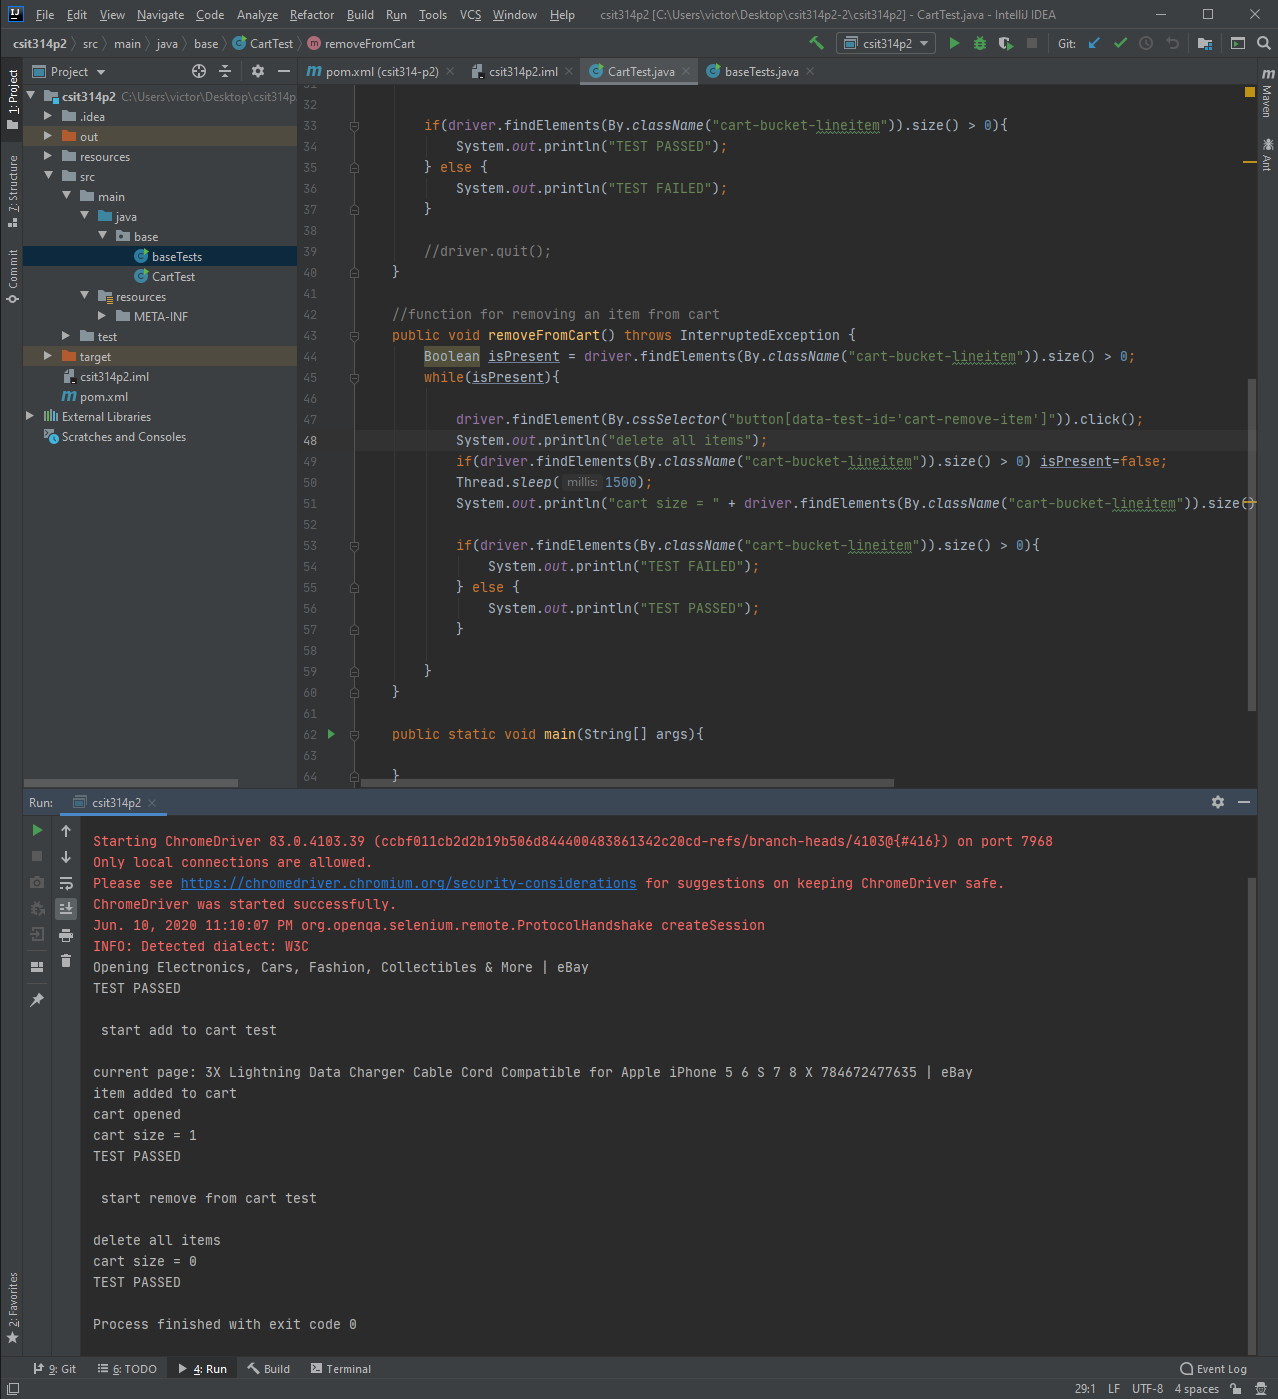 File Edit View Navigate Code Analyze Refactor Build Run Tools VCS Window Help csit314p2 [C:\Users\victor\Desktop\csit314p2-2\csit314p2] - CartTest.java - IntelliJ IDEA
csit314p2 src main java base CartTest removeFromCart csit314p2 Git:
Project
pom.xml (csit314-p2) csit314p2.iml CartTest.java baseTests.java
1: Project
7: Structure
Commit
2: Favorites
Maven
Ant
csit314p2 C:\Users\victor\Desktop\csit314p
.idea
out
resources
src
main
java
base
baseTests
CartTest
resources
META-INF
test
target
csit314p2.iml
pom.xml
External Libraries
Scratches and Consoles
31
32
33 if(driver.findElements(By.className("cart-bucket-lineitem")).size() > 0){
34 System.out.println("TEST PASSED");
35 } else {
36 System.out.println("TEST FAILED");
37 }
38
39 //driver.quit();
40 }
41
42 //function for removing an item from cart
43 public void removeFromCart() throws InterruptedException {
44 Boolean isPresent = driver.findElements(By.className("cart-bucket-lineitem")).size() > 0;
45 while(isPresent){
46
47 driver.findElement(By.cssSelector("button[data-test-id='cart-remove-item']")).click();
48 System.out.println("delete all items");
49 if(driver.findElements(By.className("cart-bucket-lineitem")).size() > 0) isPresent=false;
50 Thread.sleep( millis: 1500);
51 System.out.println("cart size = " + driver.findElements(By.className("cart-bucket-lineitem")).size()
52
53 if(driver.findElements(By.className("cart-bucket-lineitem")).size() > 0){
54 System.out.println("TEST FAILED");
55 } else {
56 System.out.println("TEST PASSED");
57 }
58
59 }
60 }
61
62 public static void main(String[] args){
63
64 }
Run: csit314p2
Starting ChromeDriver 83.0.4103.39 (ccbf011cb2d2b19b506d844400483861342c20cd-refs/branch-heads/4103@{#416}) on port 7968
Only local connections are allowed.
Please see https://chromedriver.chromium.org/security-considerations for suggestions on keeping ChromeDriver safe.
ChromeDriver was started successfully.
Jun. 10, 2020 11:10:07 PM org.openqa.selenium.remote.ProtocolHandshake createSession
INFO: Detected dialect: W3C
Opening Electronics, Cars, Fashion, Collectibles & More | eBay
TEST PASSED
start add to cart test
current page: 3X Lightning Data Charger Cable Cord Compatible for Apple iPhone 5 6 S 7 8 X 784672477635 | eBay
item added to cart
cart opened
cart size = 1
TEST PASSED
start remove from cart test
delete all items
cart size = 0
TEST PASSED
Process finished with exit code 0
9: Git 6: TODO 4: Run Build Terminal Event Log
29:1 LF UTF-8 4 spaces